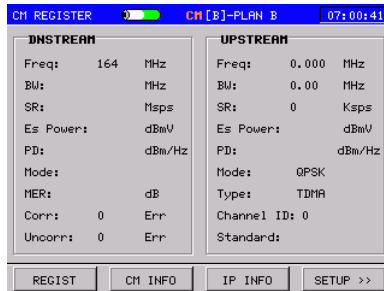 CM REGISTER CM [B]-PLAN B 07:00:41
DNSTREAM
Freq: 164 MHz
BW: MHz
SR: Msps
Es Power: dBmV
PD: dBm/Hz
Mode:
MER: dB
Corr: 0 Err
Uncorr: 0 Err
UPSTREAM
Freq: 0.000 MHz
BW: 0.00 MHz
SR: 0 Ksps
Es Power: dBmV
PD: dBm/Hz
Mode: QPSK
Type: TDMA
Channel ID: 0
Standard:
REGIST CM INFO IP INFO SETUP >>